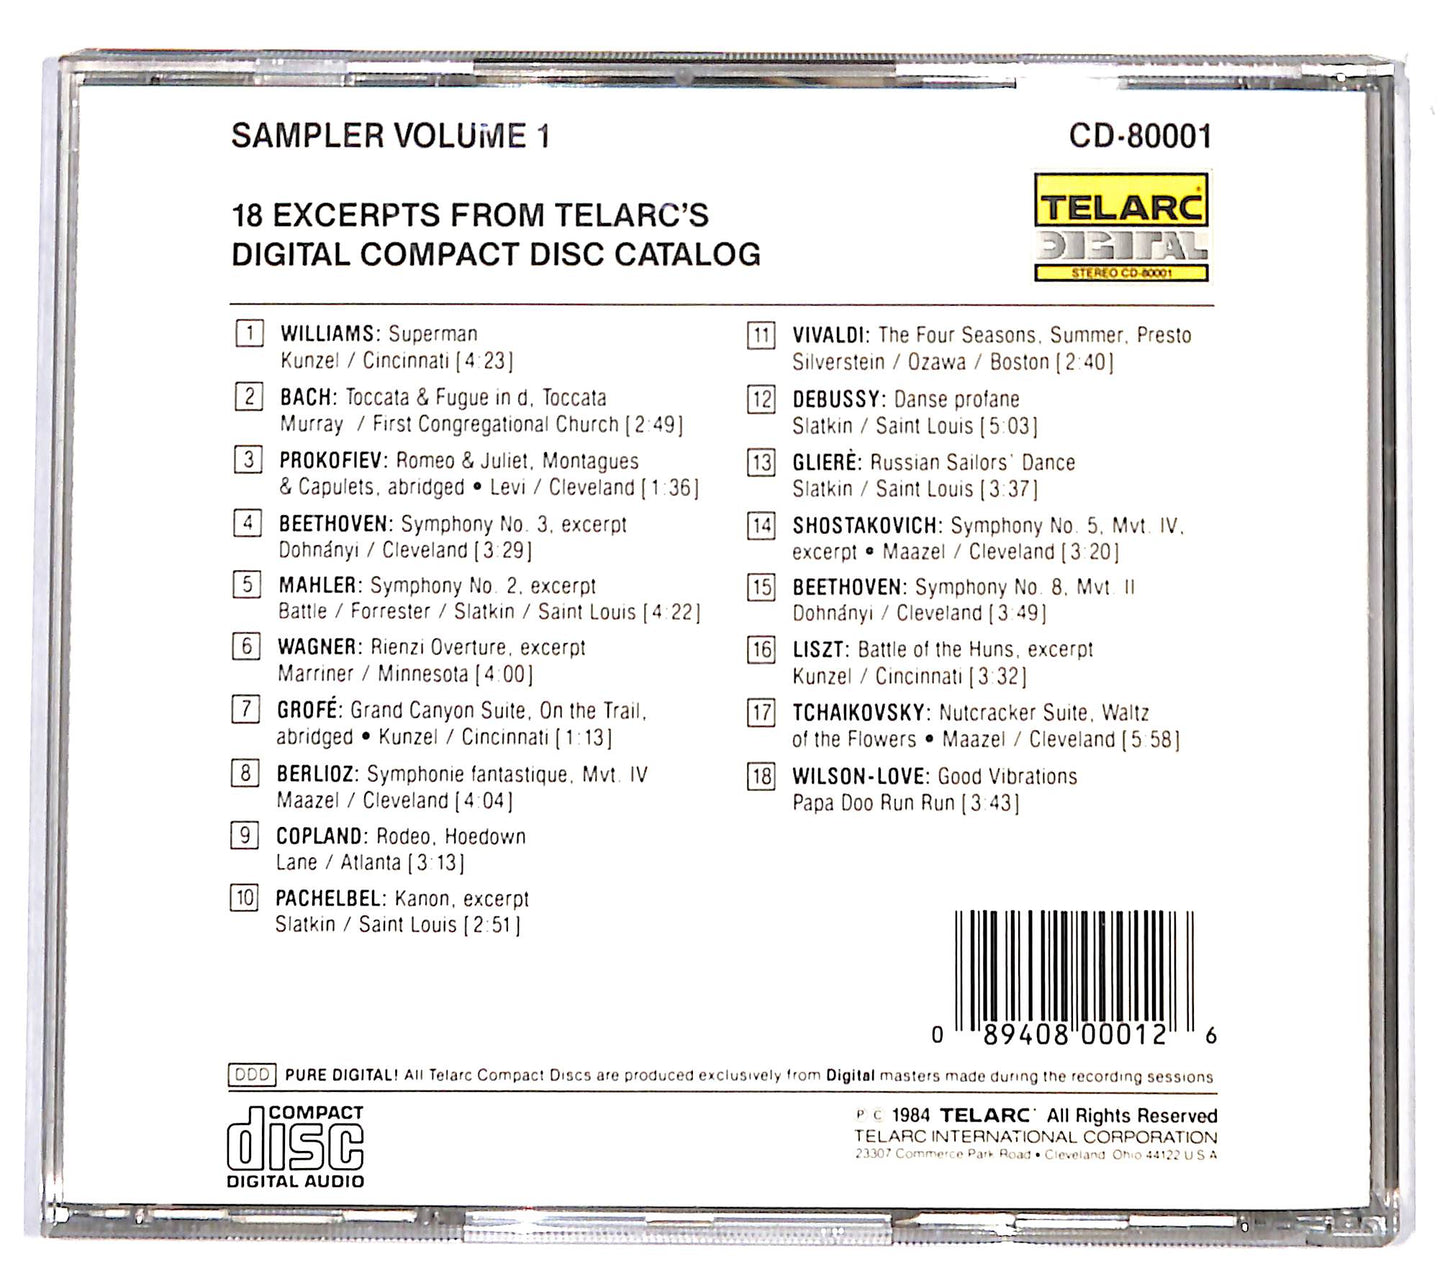 SAMPLER VOLUME 1
CD-80001
18 EXCERPTS FROM TELARC'S
DIGITAL COMPACT DISC CATALOG
TELARC
DIGITAL
STEREO CD-80001
1 WILLIAMS: Superman
Kunzel / Cincinnati [4:23]
2 BACH: Toccata & Fugue in d, Toccata
Murray / First Congregational Church [2:49]
3 PROKOFIEV: Romeo & Juliet, Montagues
& Capulets, abridged • Levi / Cleveland [1:36]
4 BEETHOVEN: Symphony No. 3, excerpt
Dohnányi / Cleveland [3:29]
5 MAHLER: Symphony No. 2, excerpt
Battle / Forrester / Slatkin / Saint Louis [4:22]
6 WAGNER: Rienzi Overture, excerpt
Marriner / Minnesota [4:00]
7 GROFÉ: Grand Canyon Suite, On the Trail,
abridged • Kunzel / Cincinnati [1:13]
8 BERLIOZ: Symphonie fantastique, Mvt. IV
Maazel / Cleveland [4:04]
9 COPLAND: Rodeo, Hoedown
Lane / Atlanta [3:13]
10 PACHELBEL: Kanon, excerpt
Slatkin / Saint Louis [2:51]
11 VIVALDI: The Four Seasons, Summer, Presto
Silverstein / Ozawa / Boston [2:40]
12 DEBUSSY: Danse profane
Slatkin / Saint Louis [5:03]
13 GLIERÈ: Russian Sailors' Dance
Slatkin / Saint Louis [3:37]
14 SHOSTAKOVICH: Symphony No. 5, Mvt. IV,
excerpt • Maazel / Cleveland [3:20]
15 BEETHOVEN: Symphony No. 8, Mvt. II
Dohnányi / Cleveland [3:49]
16 LISZT: Battle of the Huns, excerpt
Kunzel / Cincinnati [3:32]
17 TCHAIKOVSKY: Nutcracker Suite, Waltz
of the Flowers • Maazel / Cleveland [5:58]
18 WILSON-LOVE: Good Vibrations
Papa Doo Run Run [3:43]
0 89408 00012 6
DDD PURE DIGITAL! All Telarc Compact Discs are produced exclusively from Digital masters made during the recording sessions
COMPACT
disc
DIGITAL AUDIO
P C 1984 TELARC All Rights Reserved
TELARC INTERNATIONAL CORPORATION
23307 Commerce Park Road • Cleveland, Ohio 44122 U S A